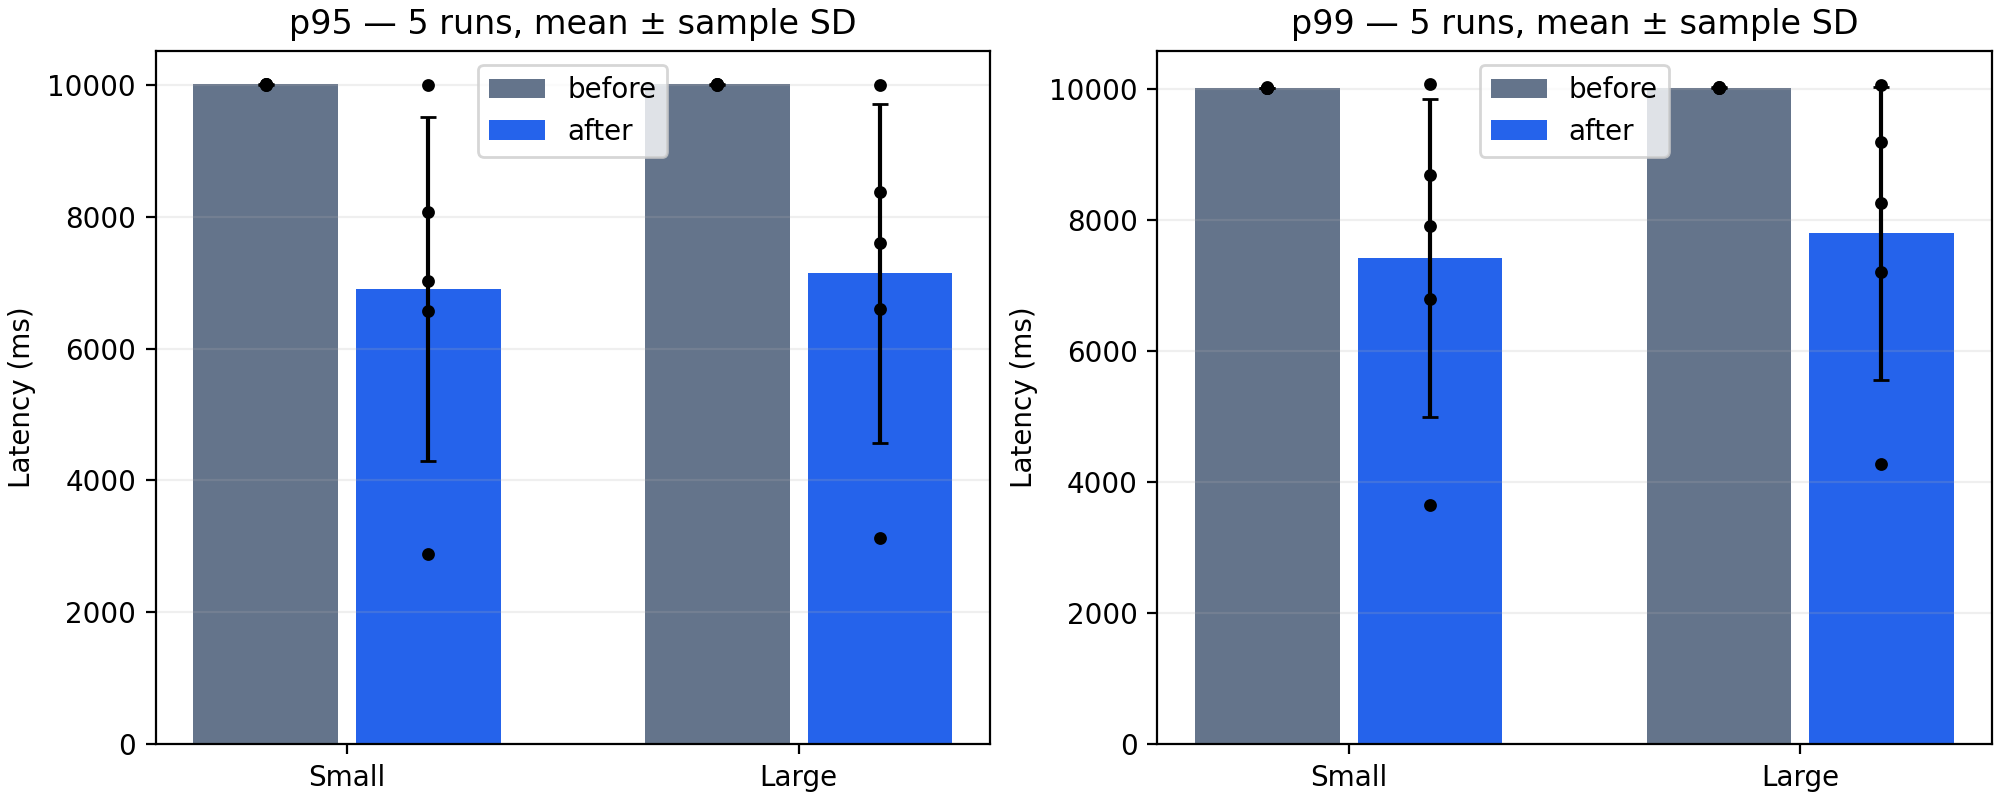 p95 — 5 runs, mean ± sample SD
Latency (ms)
10000
8000
6000
4000
2000
0
before
after
Small
Large
p99 — 5 runs, mean ± sample SD
Latency (ms)
10000
8000
6000
4000
2000
0
before
after
Small
Large